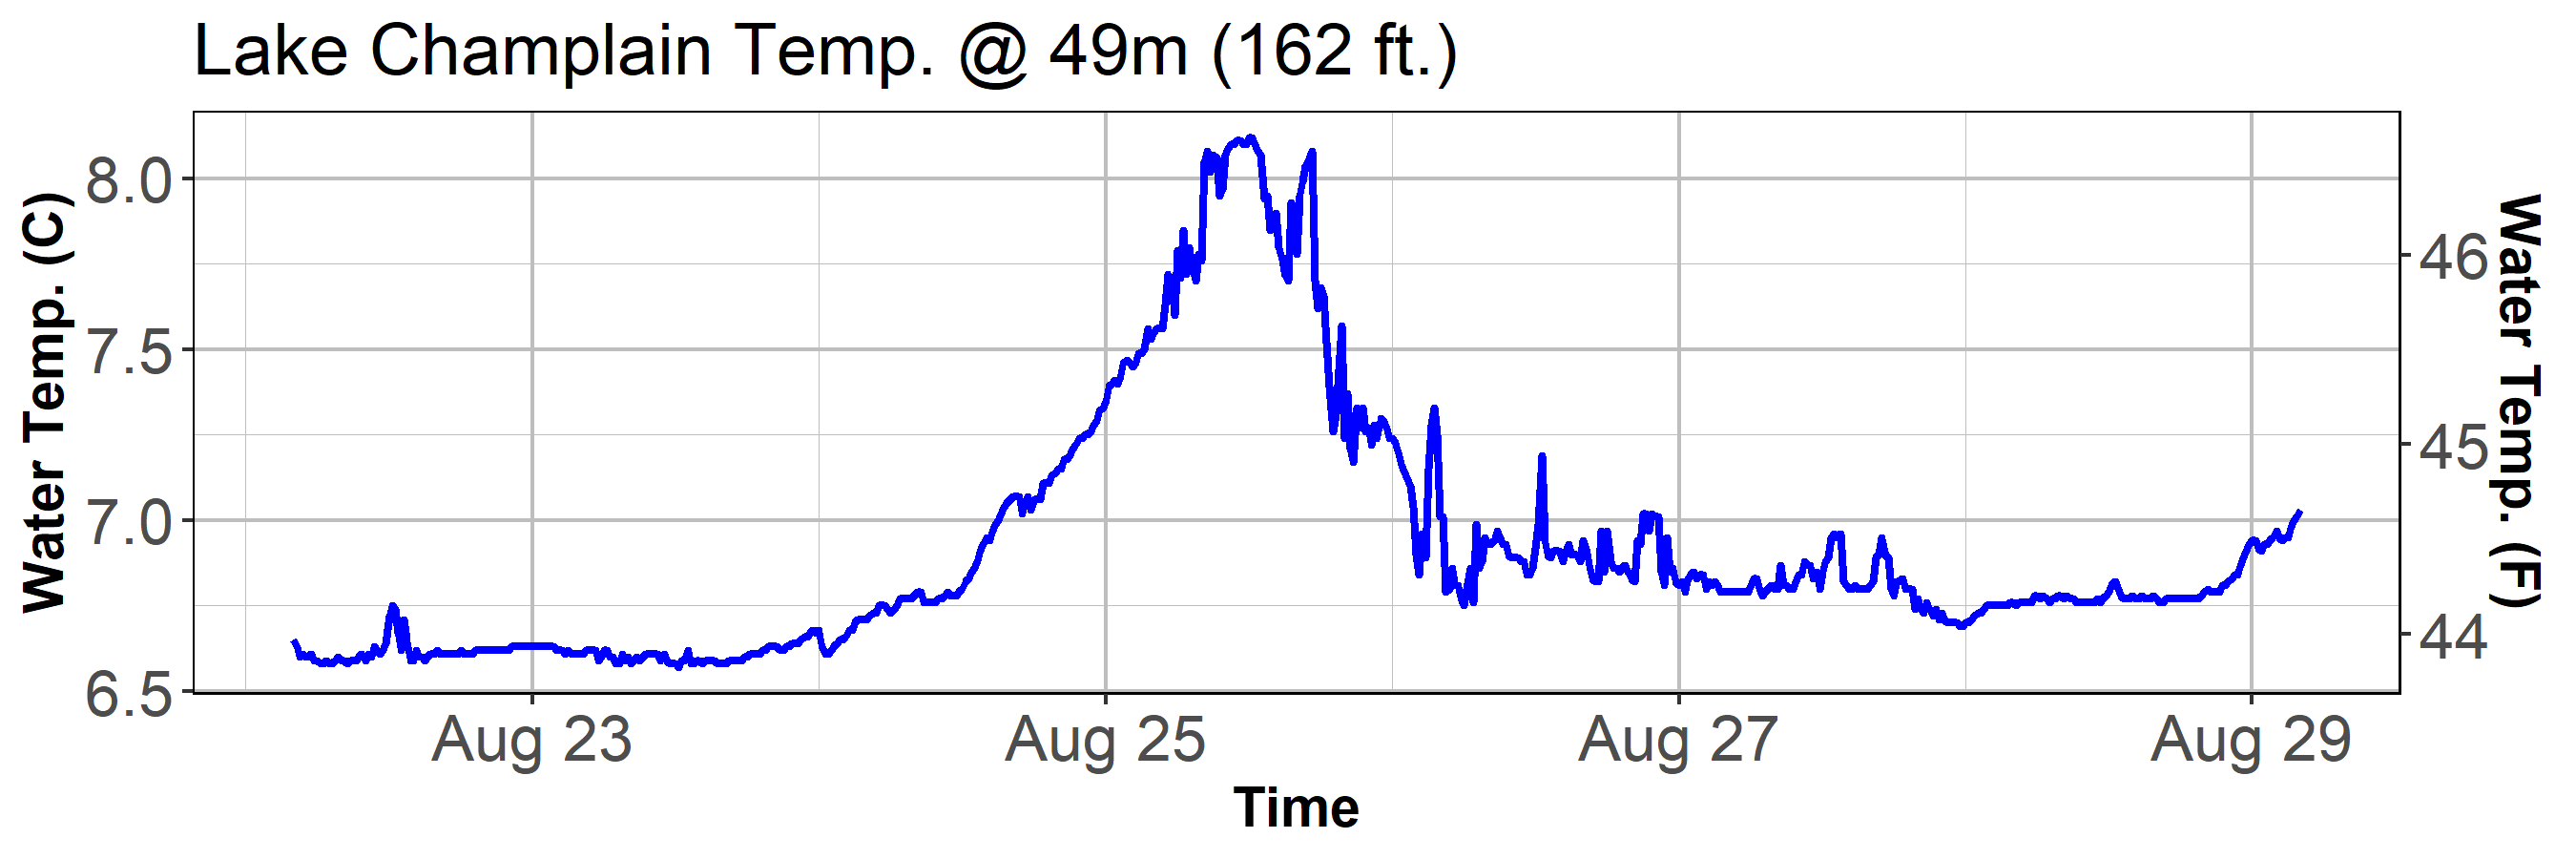 Lake Champlain Temp. @ 49m (162 ft.)
Water Temp. (C)
8.0
7.5
7.0
6.5
46
45
44
Water Temp. (F)
Aug 23
Aug 25
Aug 27
Aug 29
Time